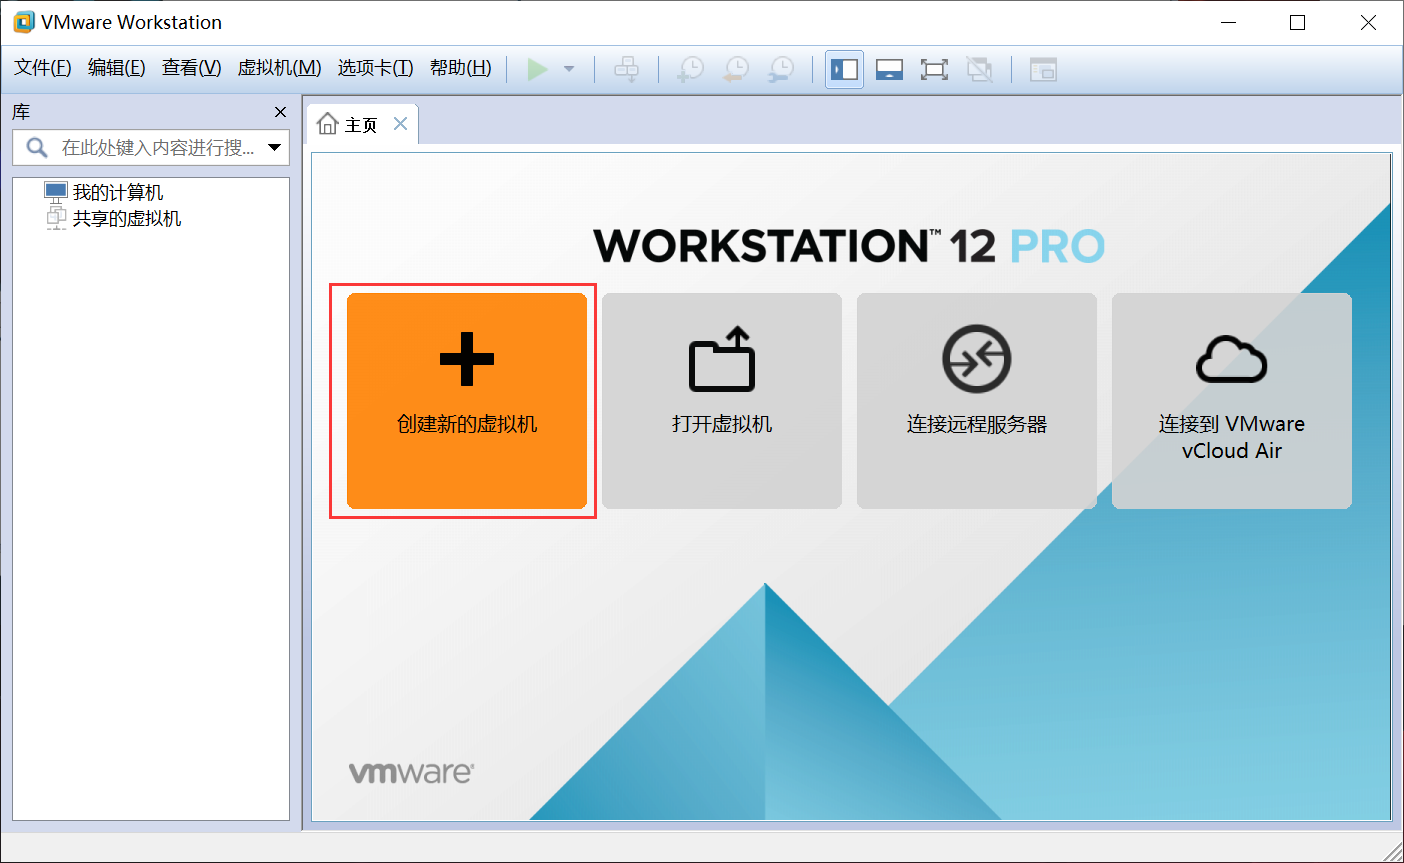 VMware Workstation
文件(F) 编辑(E) 查看(V) 虚拟机(M) 选项卡(T) 帮助(H)
库
在此处键入内容进行搜...
我的计算机
共享的虚拟机
主页
WORKSTATION™ 12 PRO
创建新的虚拟机
打开虚拟机
连接远程服务器
连接到 VMware
vCloud Air
vmware®